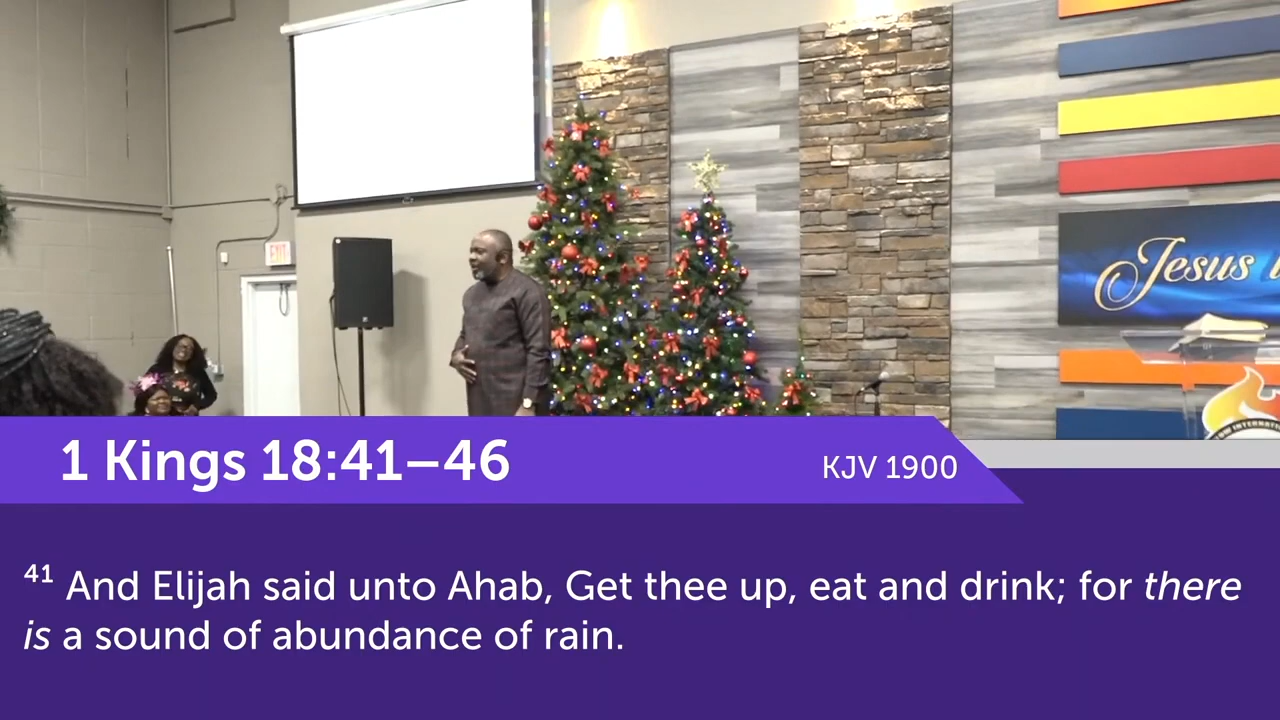 EXIT
Jesus
1 Kings 18:41–46
KJV 1900
41 And Elijah said unto Ahab, Get thee up, eat and drink; for there
is a sound of abundance of rain.